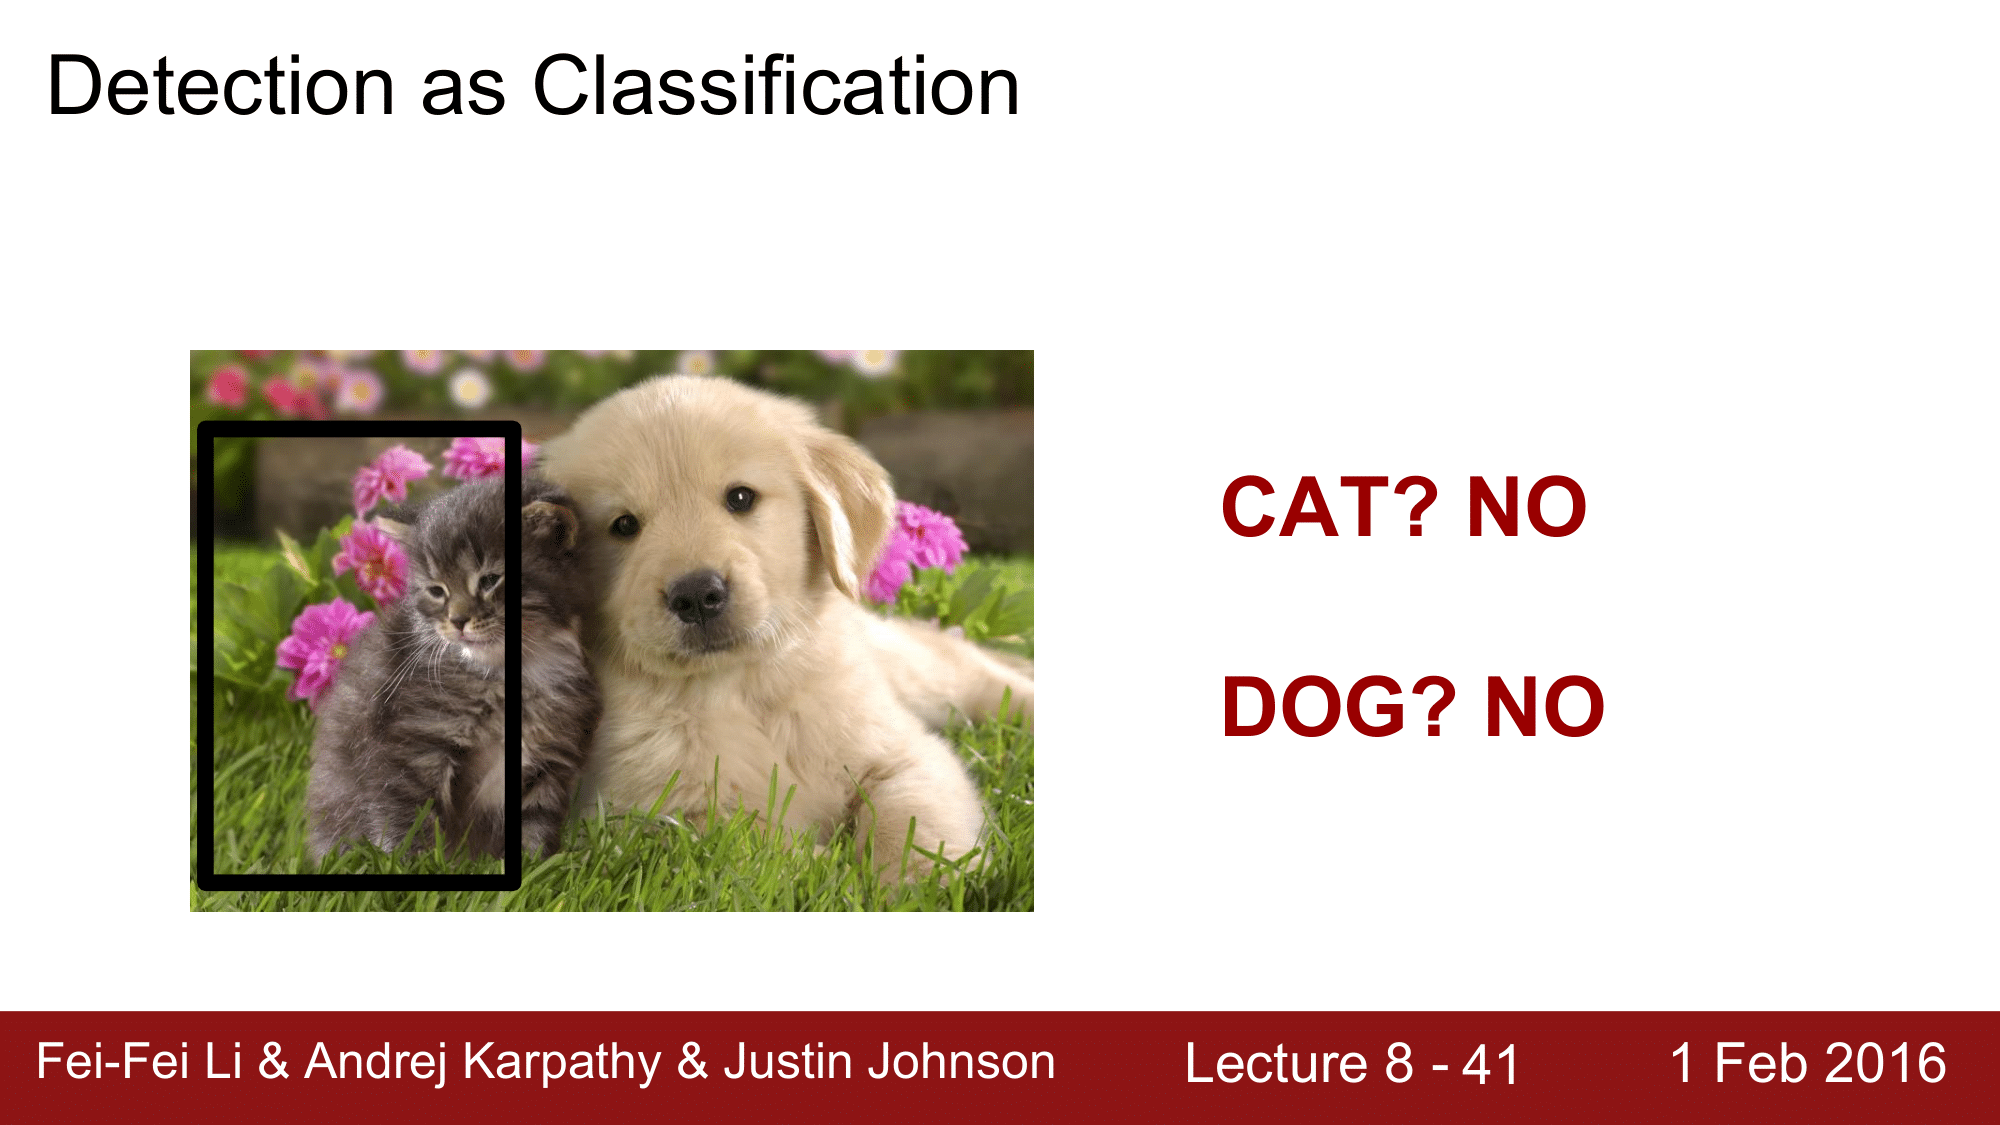 Detection as Classification
CAT? NO
DOG? NO
Fei-Fei Li & Andrej Karpathy & Justin Johnson
Lecture 8 - 41
1 Feb 2016